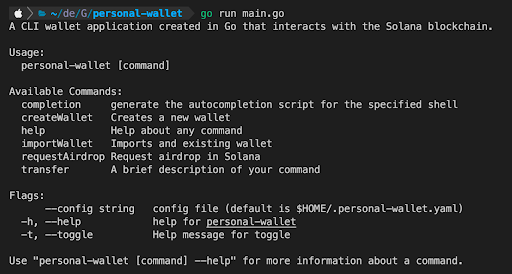 ~/de/G/personal-wallet go run main.go
A CLI wallet application created in Go that interacts with the Solana blockchain.
Usage:
personal-wallet [command]
Available Commands:
completion generate the autocompletion script for the specified shell
createWallet Creates a new wallet
help Help about any command
importWallet Imports and existing wallet
requestAirdrop Request airdrop in Solana
transfer A brief description of your command
Flags:
--config string config file (default is $HOME/.personal-wallet.yaml)
-h, --help help for personal-wallet
-t, --toggle Help message for toggle
Use "personal-wallet [command] --help" for more information about a command.